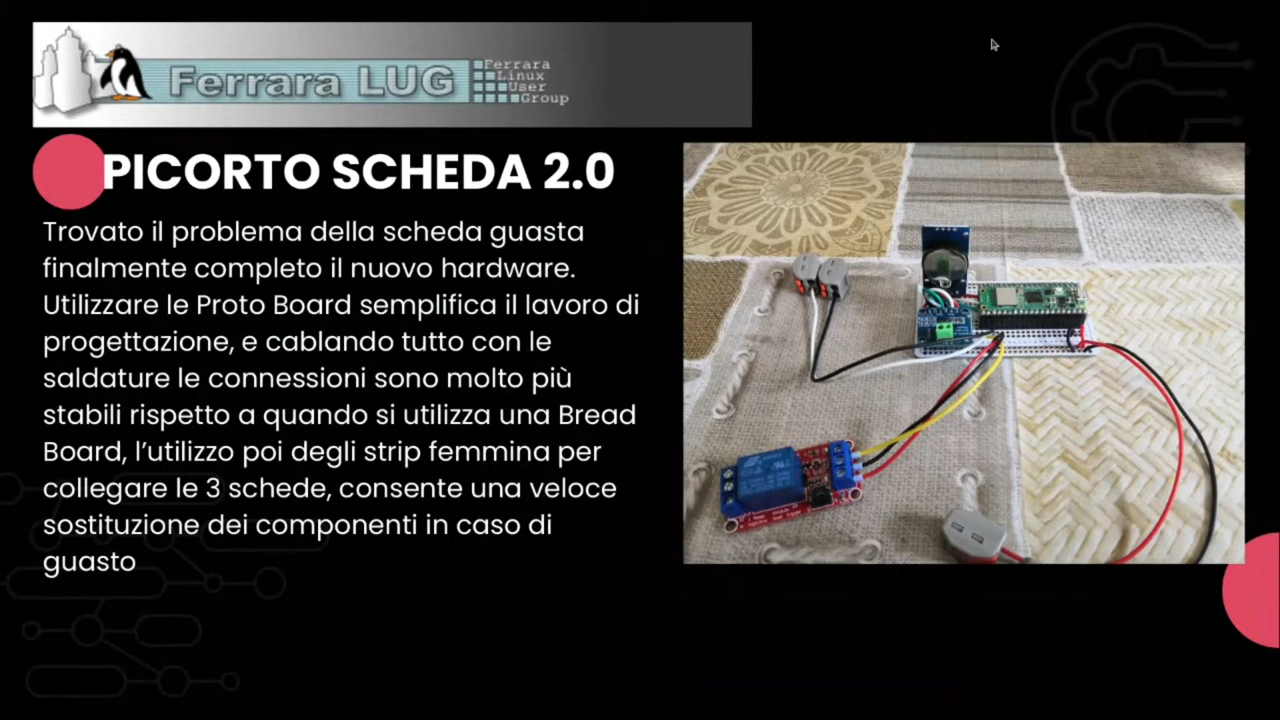 Ferrara LUG
Ferrara
Linux
User
Group
PICORTO SCHEDA 2.0
Trovato il problema della scheda guasta
finalmente completo il nuovo hardware.
Utilizzare le Proto Board semplifica il lavoro di
progettazione, e cablando tutto con le
saldature le connessioni sono molto più
stabili rispetto a quando si utilizza una Bread
Board, l’utilizzo poi degli strip femmina per
collegare le 3 schede, consente una veloce
sostituzione dei componenti in caso di
guasto